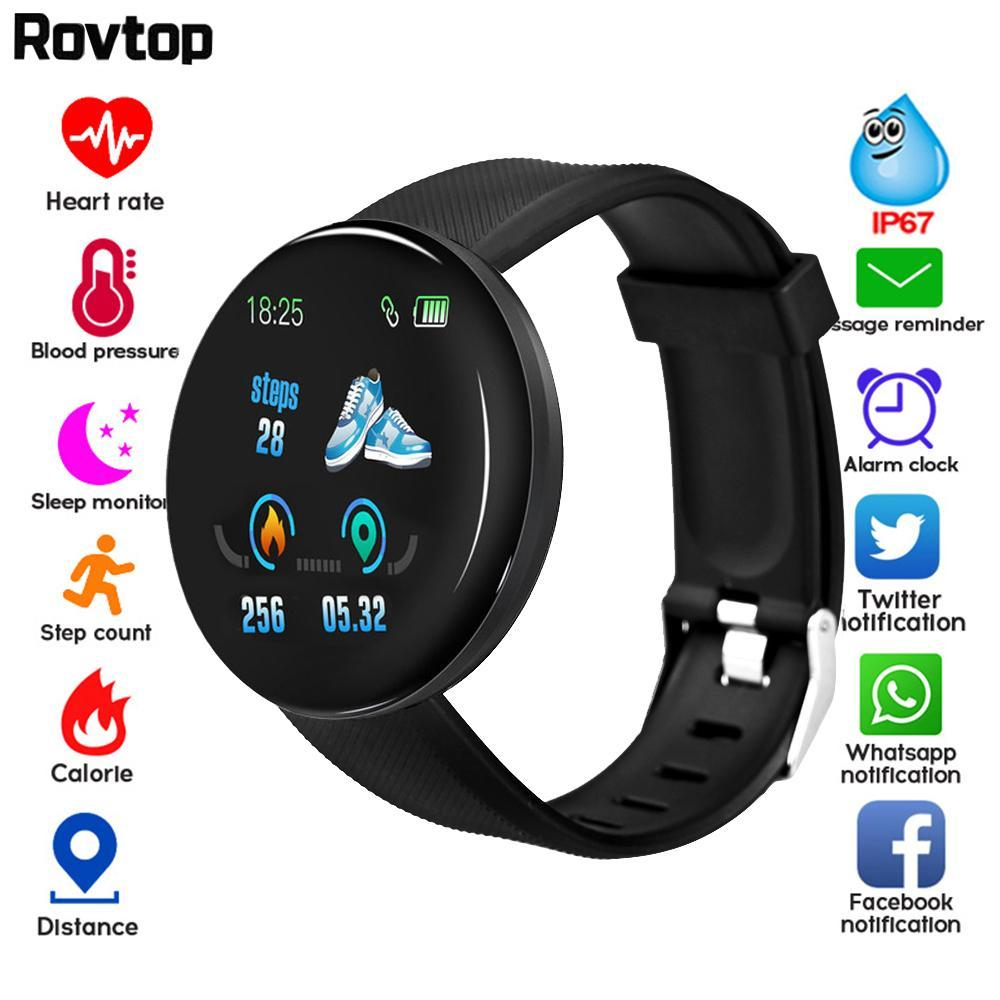 Rovtop
Heart rate
Blood pressure
Sleep monitor
Step count
Calorie
Distance
18:25
steps
28
256
05.32
IP67
ssage reminder
Alarm clock
Twitter
notification
Whatsapp
notification
Facebook
notification